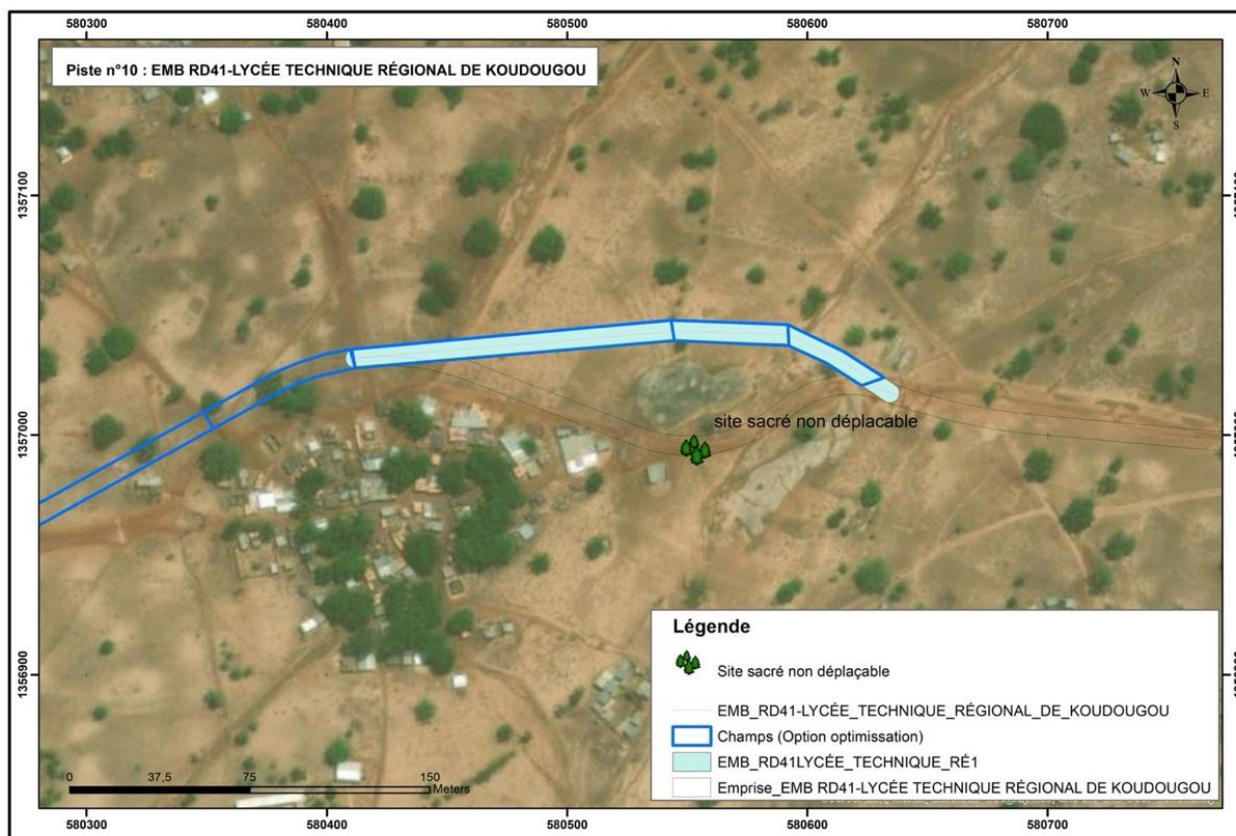 580300 580400 580500 580600 580700
Piste n°10 : EMB RD41-LYCÉE TECHNIQUE RÉGIONAL DE KOUDOUGOU
N
W E
S
1357100
1357000
site sacré non déplacable
1356900
Légende
Site sacré non déplaçable
EMB_RD41-LYCÉE_TECHNIQUE_RÉGIONAL_DE_KOUDOUGOU
Champs (Option optimissation)
EMB_RD41LYCÉE_TECHNIQUE_RÉ1
Emprise_EMB RD41-LYCÉE TECHNIQUE RÉGIONAL DE KOUDOUGOU
0 37,5 75 150
Meters
580300 580400 580500 580600 580700